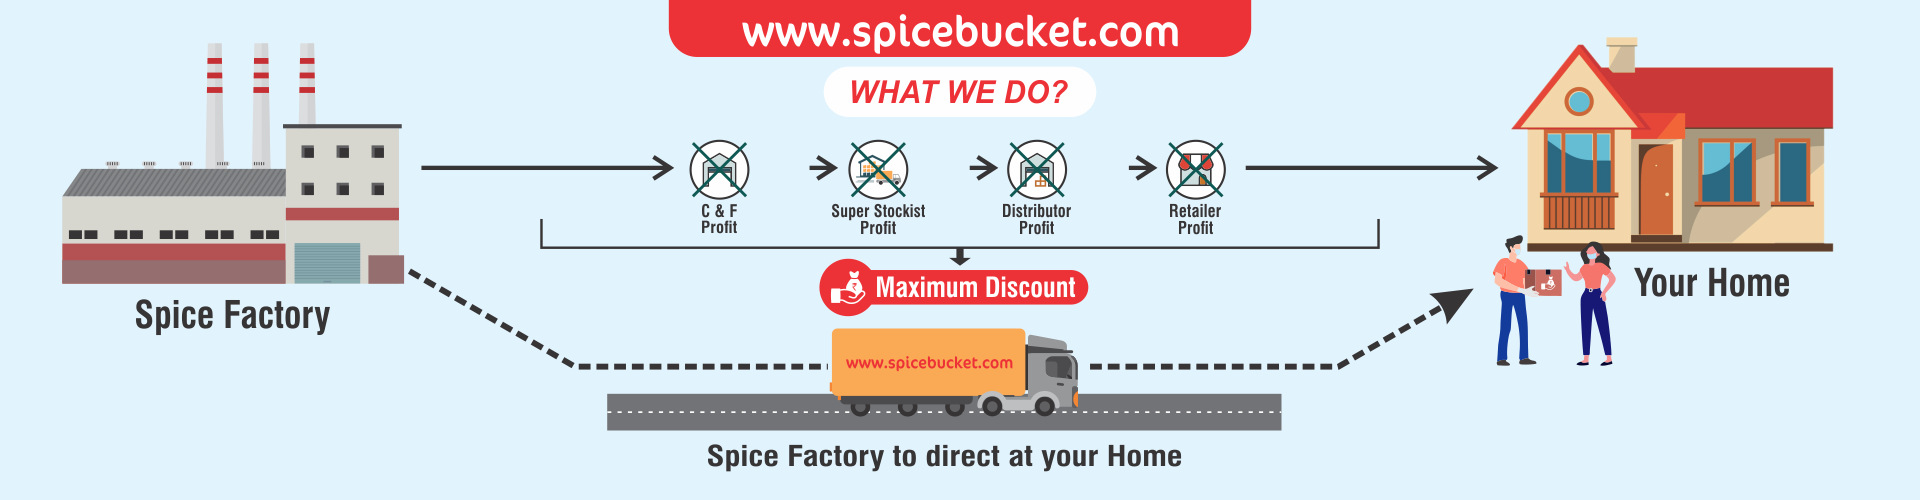 www.spicebucket.com
WHAT WE DO?
C & F
Profit
Super Stockist
Profit
Distributor
Profit
Retailer
Profit
Maximum Discount
Spice Factory
Your Home
www.spicebucket.com
Spice Factory to direct at your Home